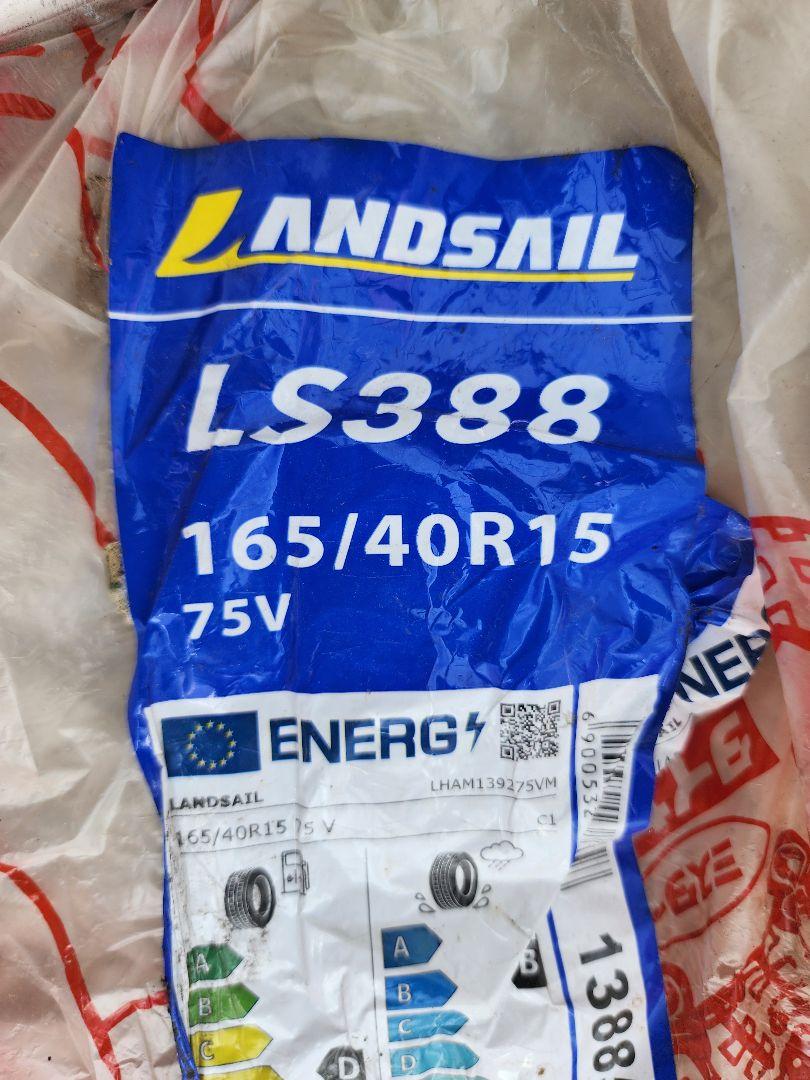 LANDSAIL
LS388
165/40R15
75V
ENERG
LANDSAIL
LHAM139275VM
165/40R15 75 V
C1
A
B
C
D
A
B
C
D
B